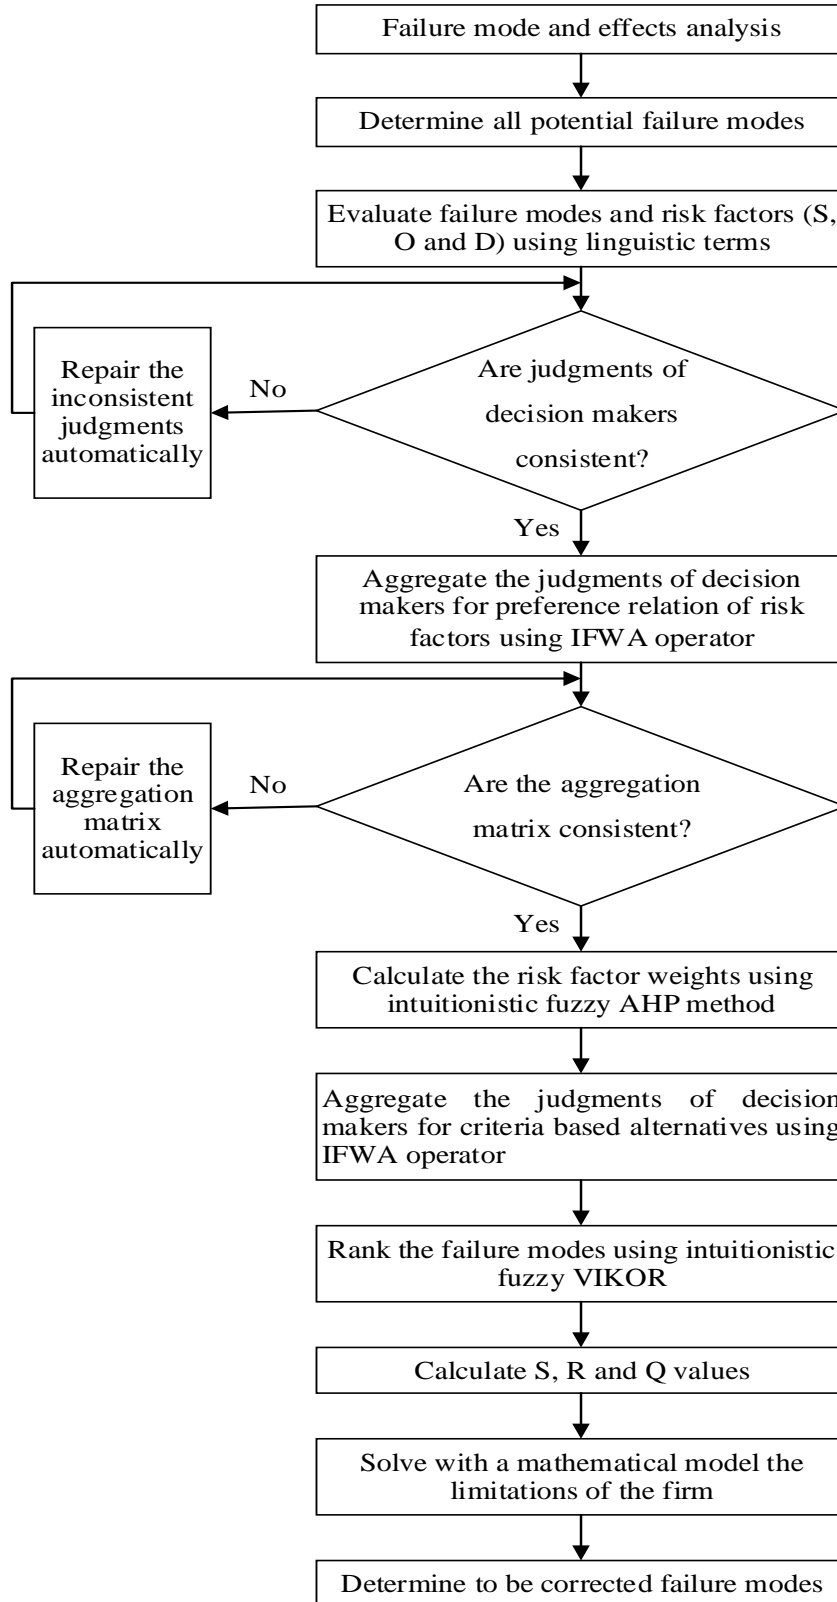 Failure mode and effects analysis
Determine all potential failure modes
Evaluate failure modes and risk factors (S,
O and D) using linguistic terms
Repair the
inconsistent
judgments
automatically
No
Are judgments of
decision makers
consistent?
Yes
Aggregate the judgments of decision
makers for preference relation of risk
factors using IFWA operator
Repair the
aggregation
matrix
automatically
No
Are the aggregation
matrix consistent?
Yes
Calculate the risk factor weights using
intuitionistic fuzzy AHP method
Aggregate the judgments of decision
makers for criteria based alternatives using
IFWA operator
Rank the failure modes using intuitionistic
fuzzy VIKOR
Calculate S, R and Q values
Solve with a mathematical model the
limitations of the firm
Determine to be corrected failure modes